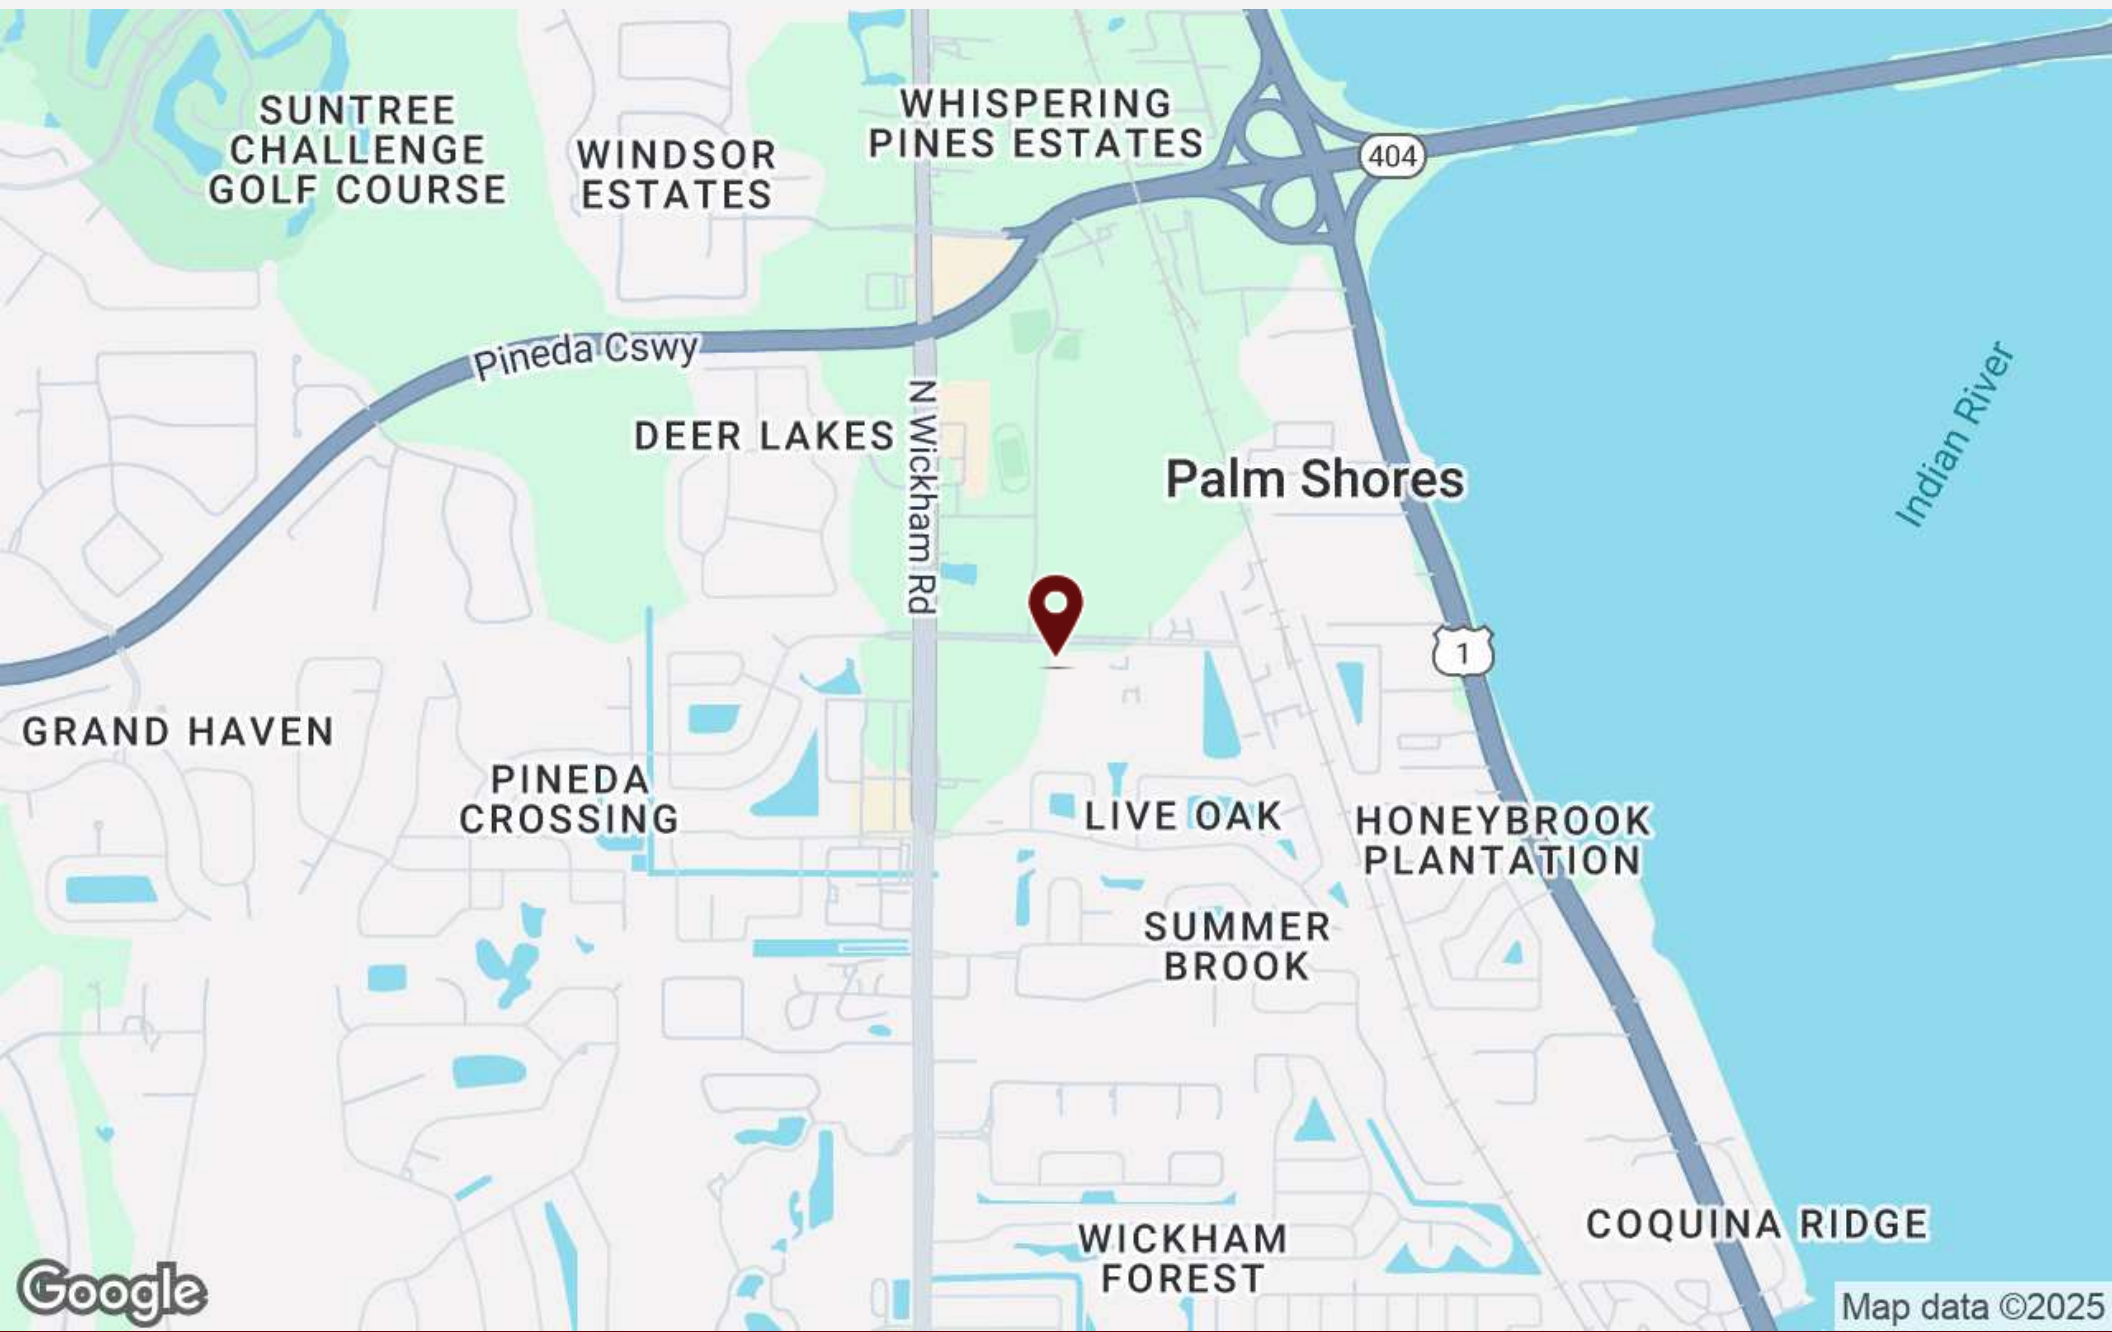 SUNTREE
CHALLENGE
GOLF COURSE
WINDSOR
ESTATES
WHISPERING
PINES ESTATES
404
Pineda Cswy
N Wickham Rd
DEER LAKES
Palm Shores
Indian River
1
GRAND HAVEN
PINEDA
CROSSING
LIVE OAK
HONEYBROOK
PLANTATION
SUMMER
BROOK
COQUINA RIDGE
WICKHAM
FOREST
Google
Map data ©2025